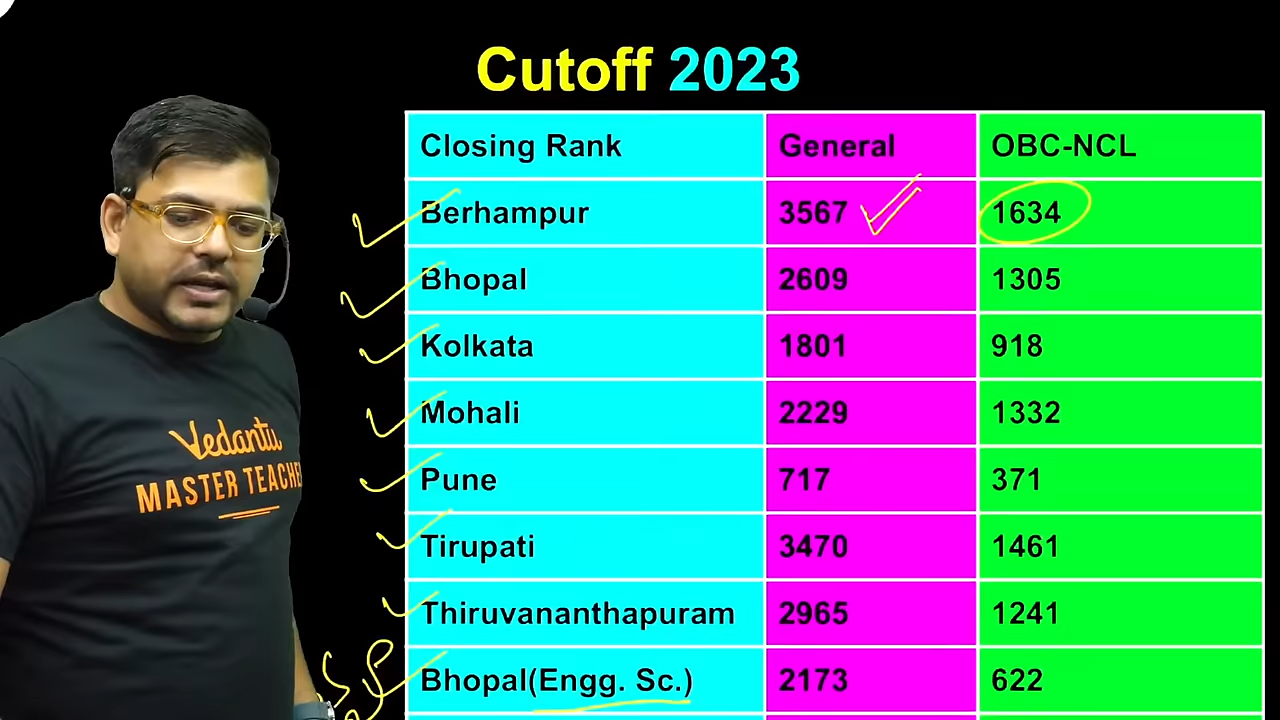 Cutoff 2023
Closing Rank General OBC-NCL
Berhampur 3567 1634
Bhopal 2609 1305
Kolkata 1801 918
Mohali 2229 1332
Pune 717 371
Tirupati 3470 1461
Thiruvananthapuram 2965 1241
Bhopal(Engg. Sc.) 2173 622
Vedantu
MASTER TEACHE